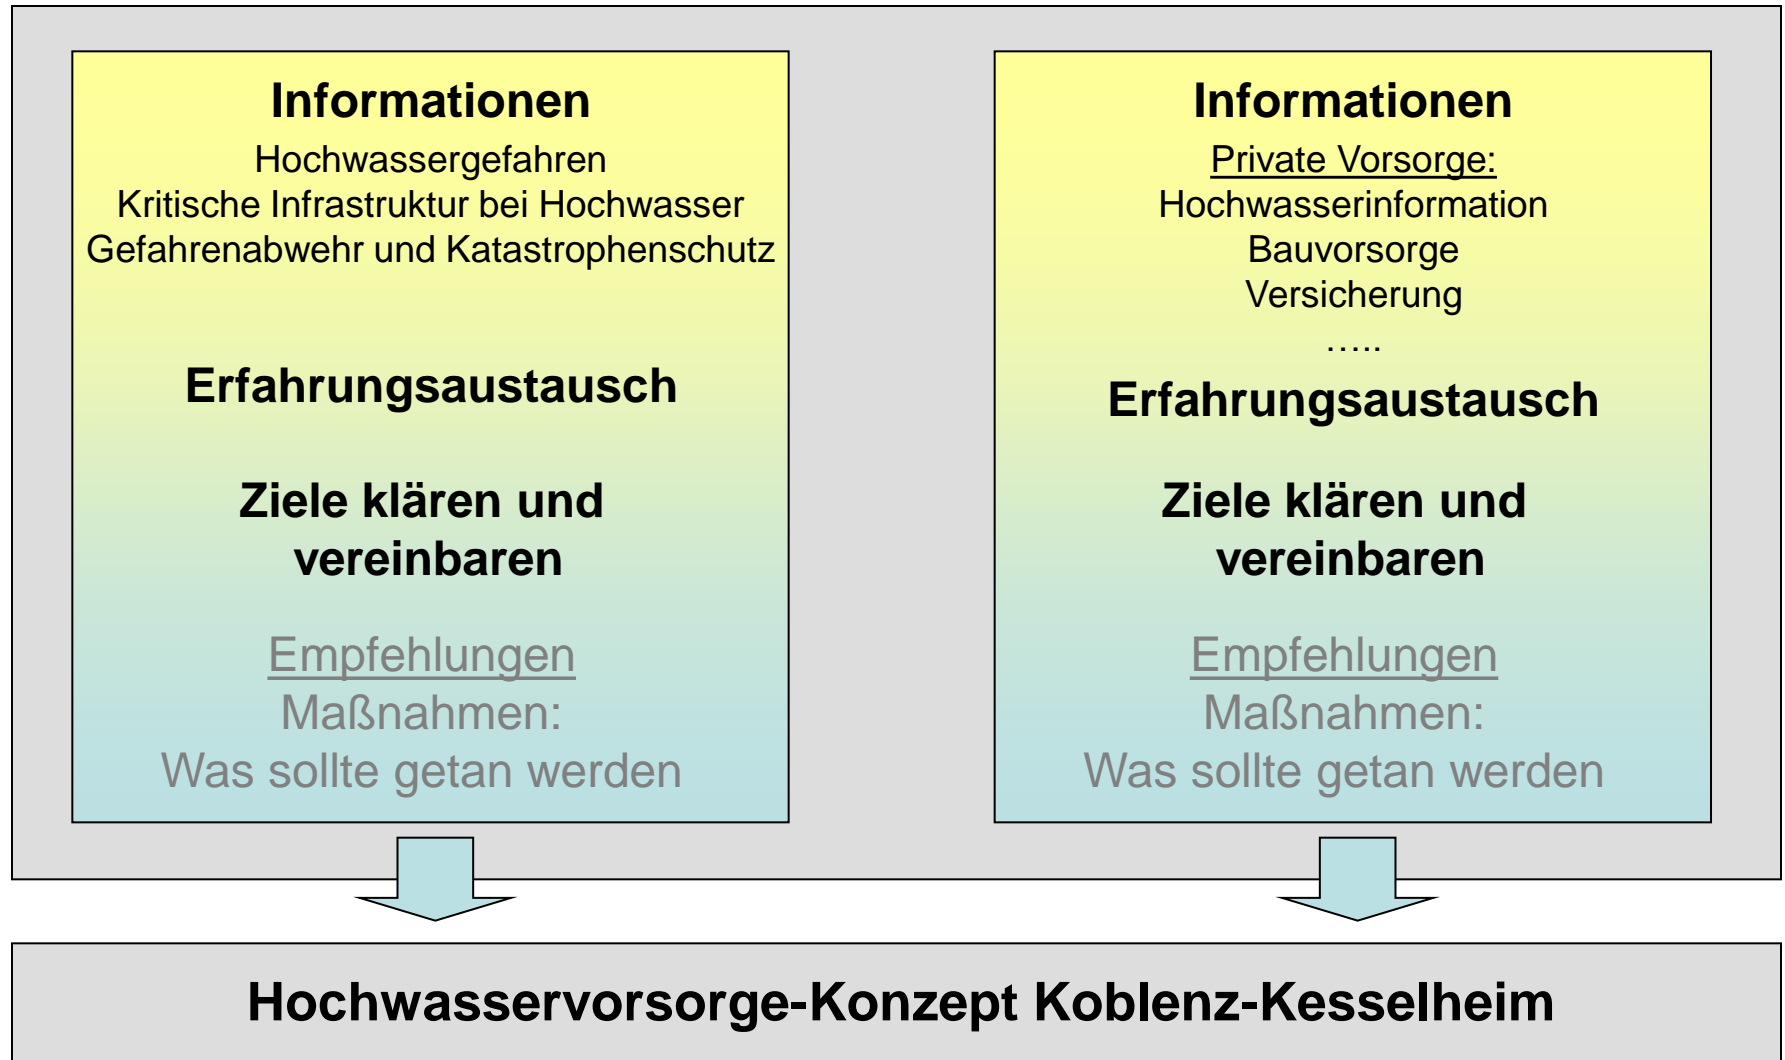 Informationen
Hochwassergefahren
Kritische Infrastruktur bei Hochwasser
Gefahrenabwehr und Katastrophenschutz
Erfahrungsaustausch
Ziele klären und
vereinbaren
Empfehlungen
Maßnahmen:
Was sollte getan werden
Informationen
Private Vorsorge:
Hochwasserinformation
Bauvorsorge
Versicherung
…..
Erfahrungsaustausch
Ziele klären und
vereinbaren
Empfehlungen
Maßnahmen:
Was sollte getan werden
Hochwasservorsorge-Konzept Koblenz-Kesselheim